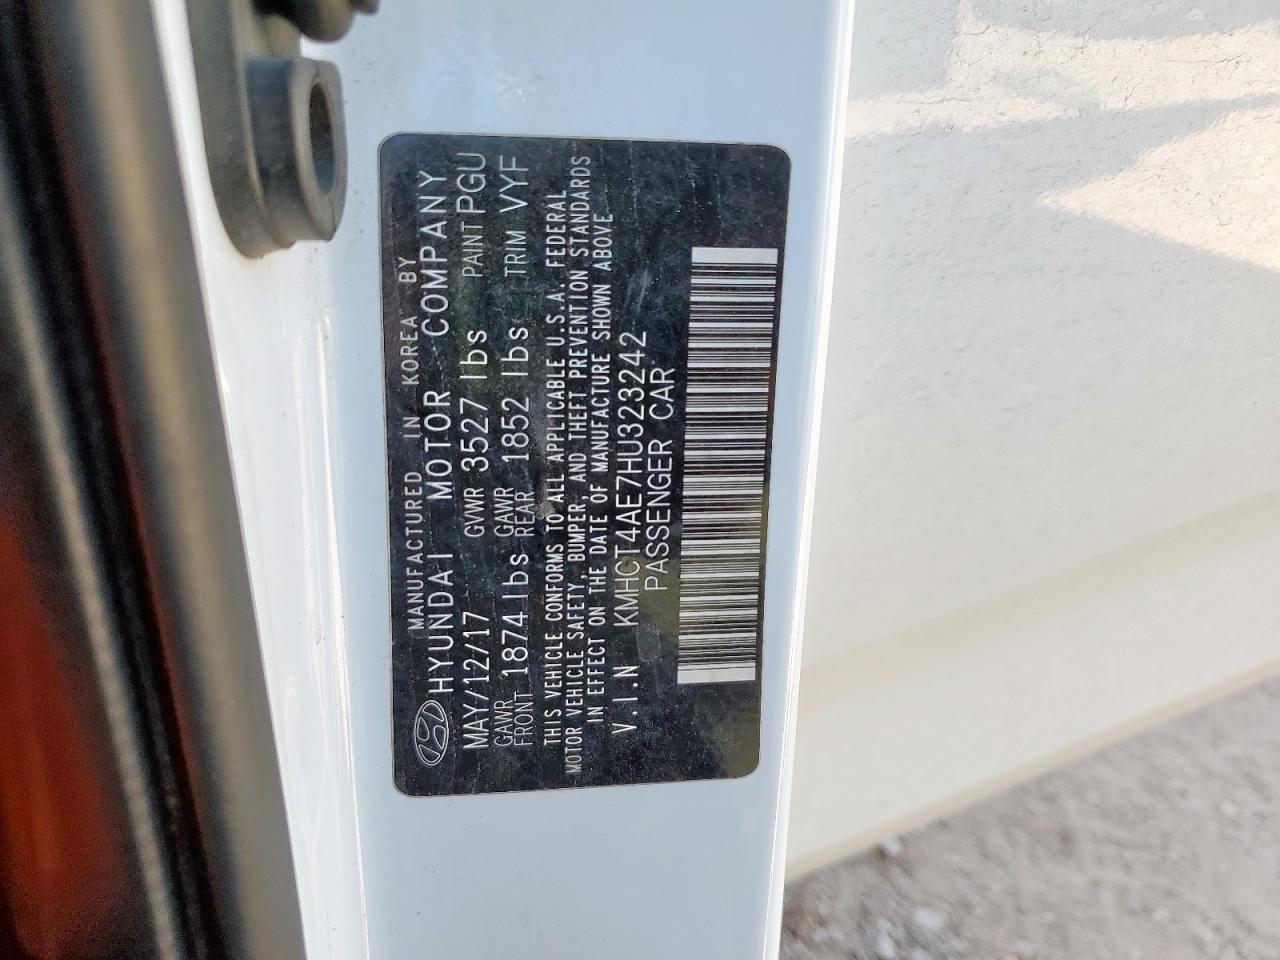 MANUFACTURED IN KOREA BY
HYUNDAI MOTOR COMPANY
MAY/12/17 GVWR 3527 lbs PAINT PGU
GAWR FRONT 1874 lbs GAWR REAR 1852 lbs TRIM VYF
THIS VEHICLE CONFORMS TO ALL APPLICABLE U.S.A. FEDERAL
MOTOR VEHICLE SAFETY, BUMPER, AND THEFT PREVENTION STANDARDS
IN EFFECT ON THE DATE OF MANUFACTURE SHOWN ABOVE
V.I.N KMHCT4AE7HU323242
PASSENGER CAR